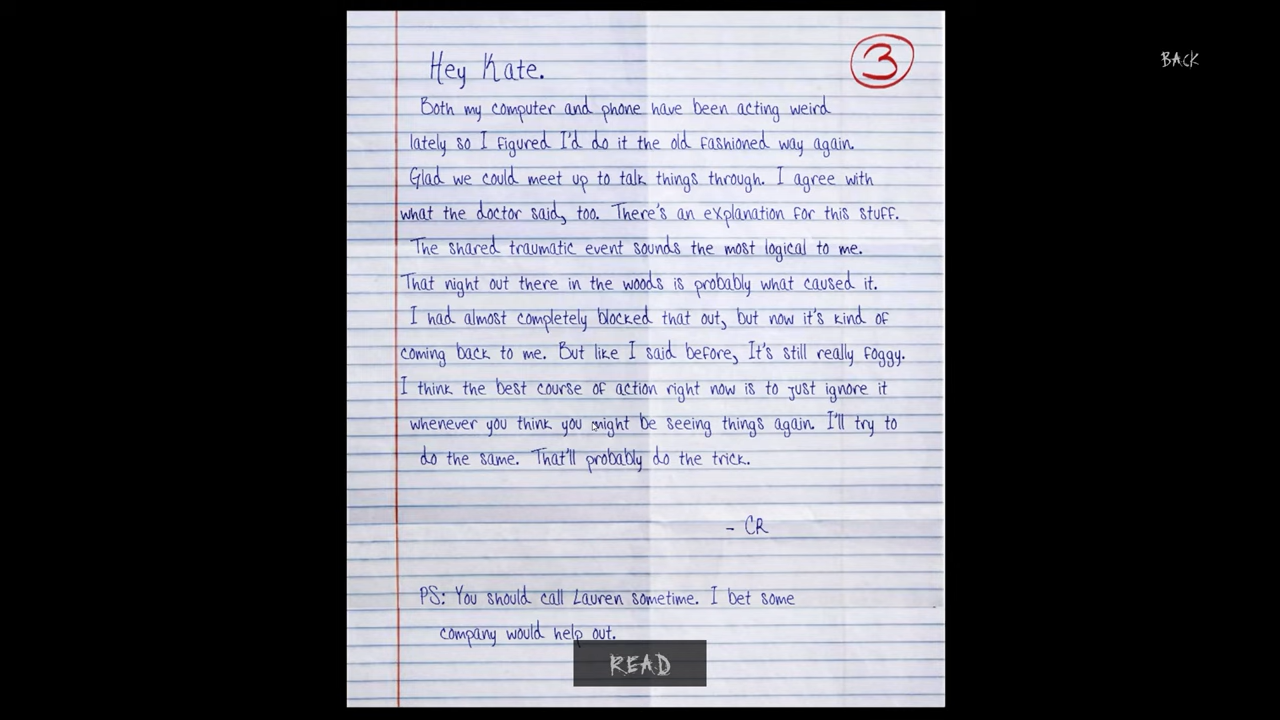 3
BACK
Hey Kate.
Both my computer and phone have been acting weird
lately so I figured I'd do it the old fashioned way again.
Glad we could meet up to talk things through. I agree with
what the doctor said, too. There's an explanation for this stuff.
The shared traumatic event sounds the most logical to me.
That night out there in the woods is probably what caused it.
I had almost completely blocked that out, but now it's kind of
coming back to me. But like I said before, It's still really foggy.
I think the best course of action right now is to just ignore it
whenever you think you might be seeing things again. I'll try to
do the same. That'll probably do the trick.
- CR
PS: You should call Lauren sometime. I bet some
company would help out.
READ